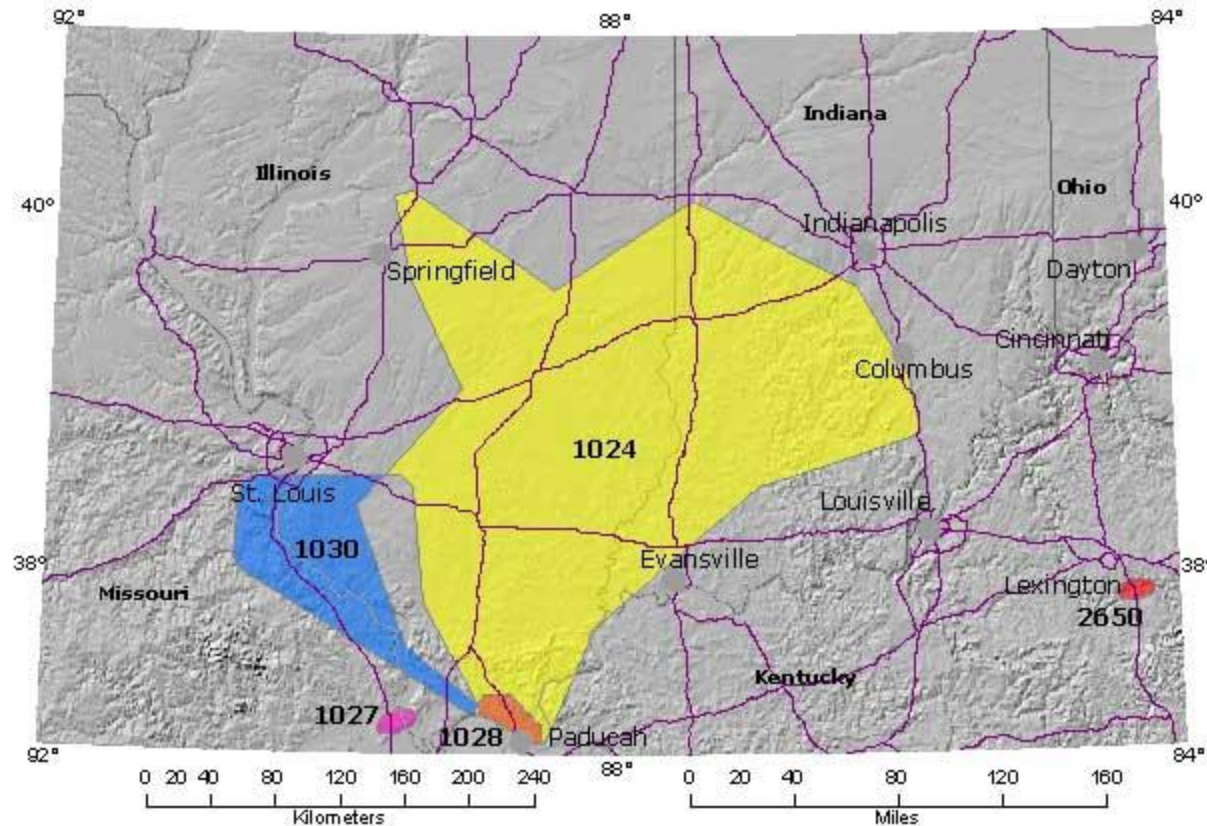 92° 88° 84°
Indiana
Illinois
Ohio
40° 40°
Indianapolis
Springfield
Dayton
Cincinnati
Columbus
1024
St. Louis
Louisville
1030
Evansville
38° 38°
Missouri
Lexington
2650
Kentucky
1027
1028
Paducah
92° 88° 84°
0 20 40 80 120 160 200 240
Kilometers
0 20 40 80 120 160
Miles